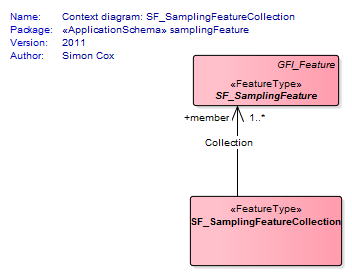 Name: Context diagram: SF_SamplingFeatureCollection
Package: «ApplicationSchema» samplingFeature
Version: 2011
Author: Simon Cox
GFI_Feature
«FeatureType»
SF_SamplingFeature
+member 1..*
Collection
«FeatureType»
SF_SamplingFeatureCollection